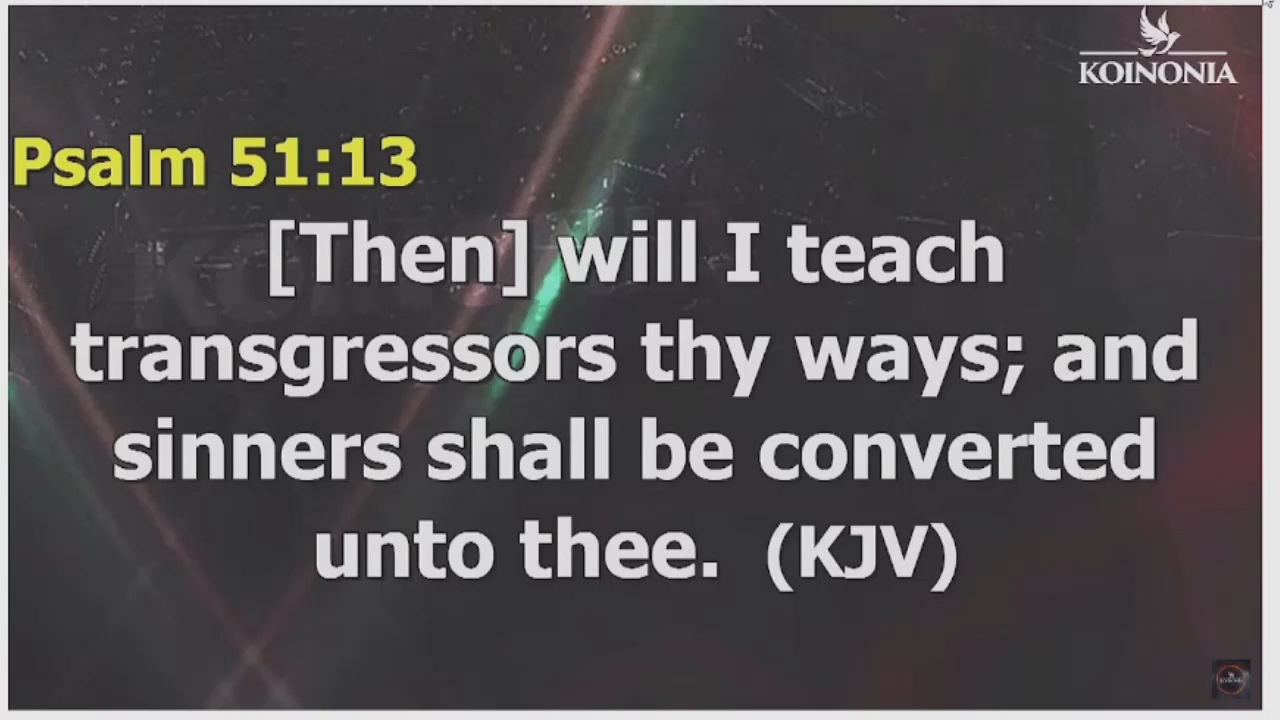 KOINONIA
Psalm 51:13
[Then] will I teach
transgressors thy ways; and
sinners shall be converted
unto thee. (KJV)